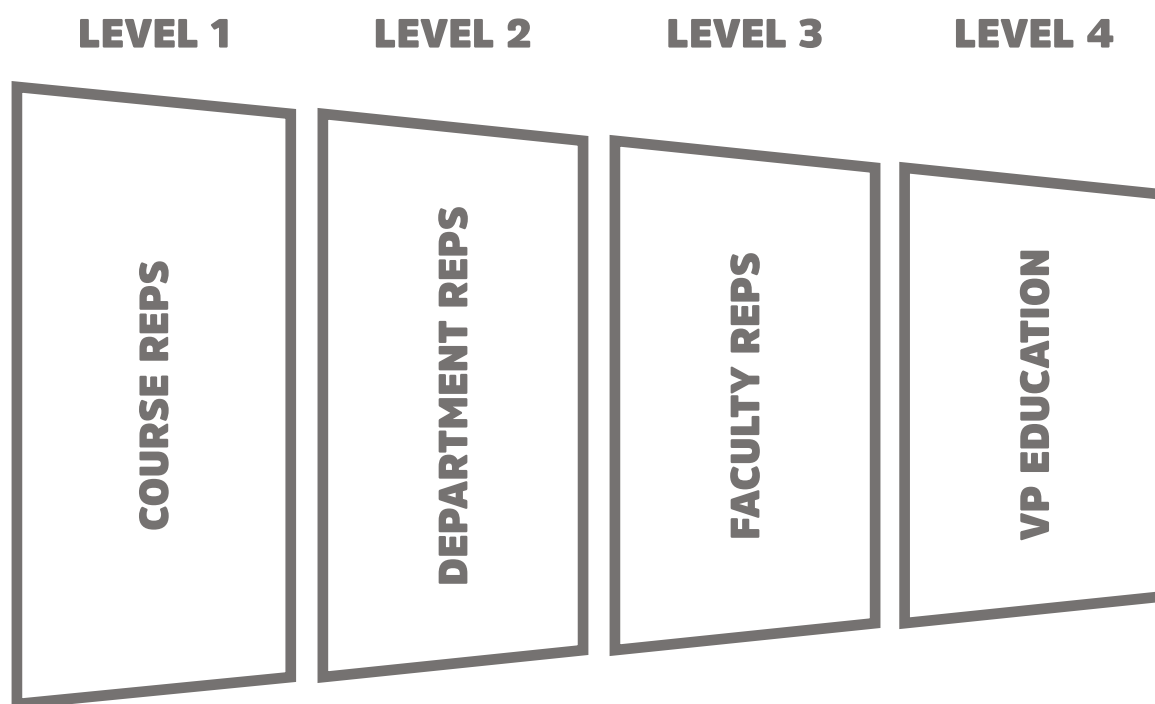 LEVEL 1
LEVEL 2
LEVEL 3
LEVEL 4
COURSE REPS
DEPARTMENT REPS
FACULTY REPS
VP EDUCATION